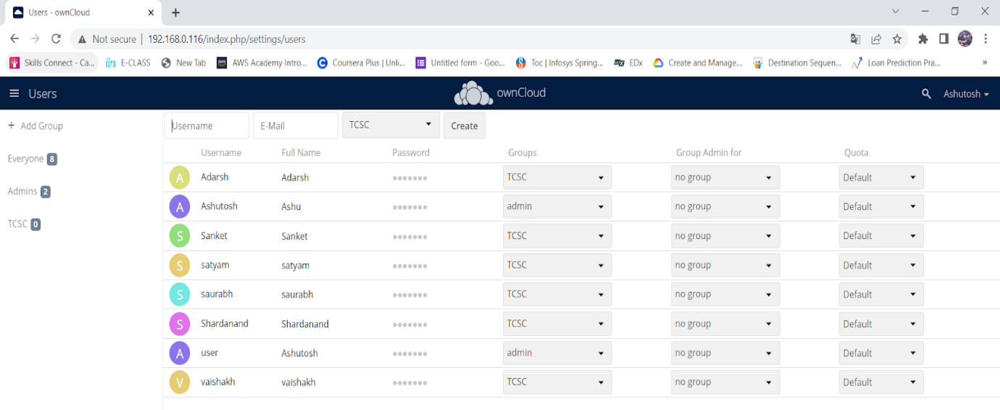 Users - ownCloud
Not secure | 192.168.0.116/index.php/settings/users
Skills Connect - Ca... iirs E-CLASS New Tab aws AWS Academy Intro... Coursera Plus | Unli... Untitled form - Goo... Toc | Infosys Spring... EDx Create and Manage... Destination Sequen... Loan Prediction Pra... »
Users ownCloud Ashutosh
+ Add Group Username E-Mail TCSC Create
Username Full Name Password Groups Group Admin for Quota
Everyone 8
A Adarsh Adarsh ●●●●●●● TCSC no group Default
Admins 2
A Ashutosh Ashu ●●●●●●● admin no group Default
TCSC 0
S Sanket Sanket ●●●●●●● TCSC no group Default
S satyam satyam ●●●●●●● TCSC no group Default
S saurabh saurabh ●●●●●●● TCSC no group Default
S Shardanand Shardanand ●●●●●●● TCSC no group Default
A user Ashutosh ●●●●●●● admin no group Default
V vaishakh vaishakh ●●●●●●● TCSC no group Default